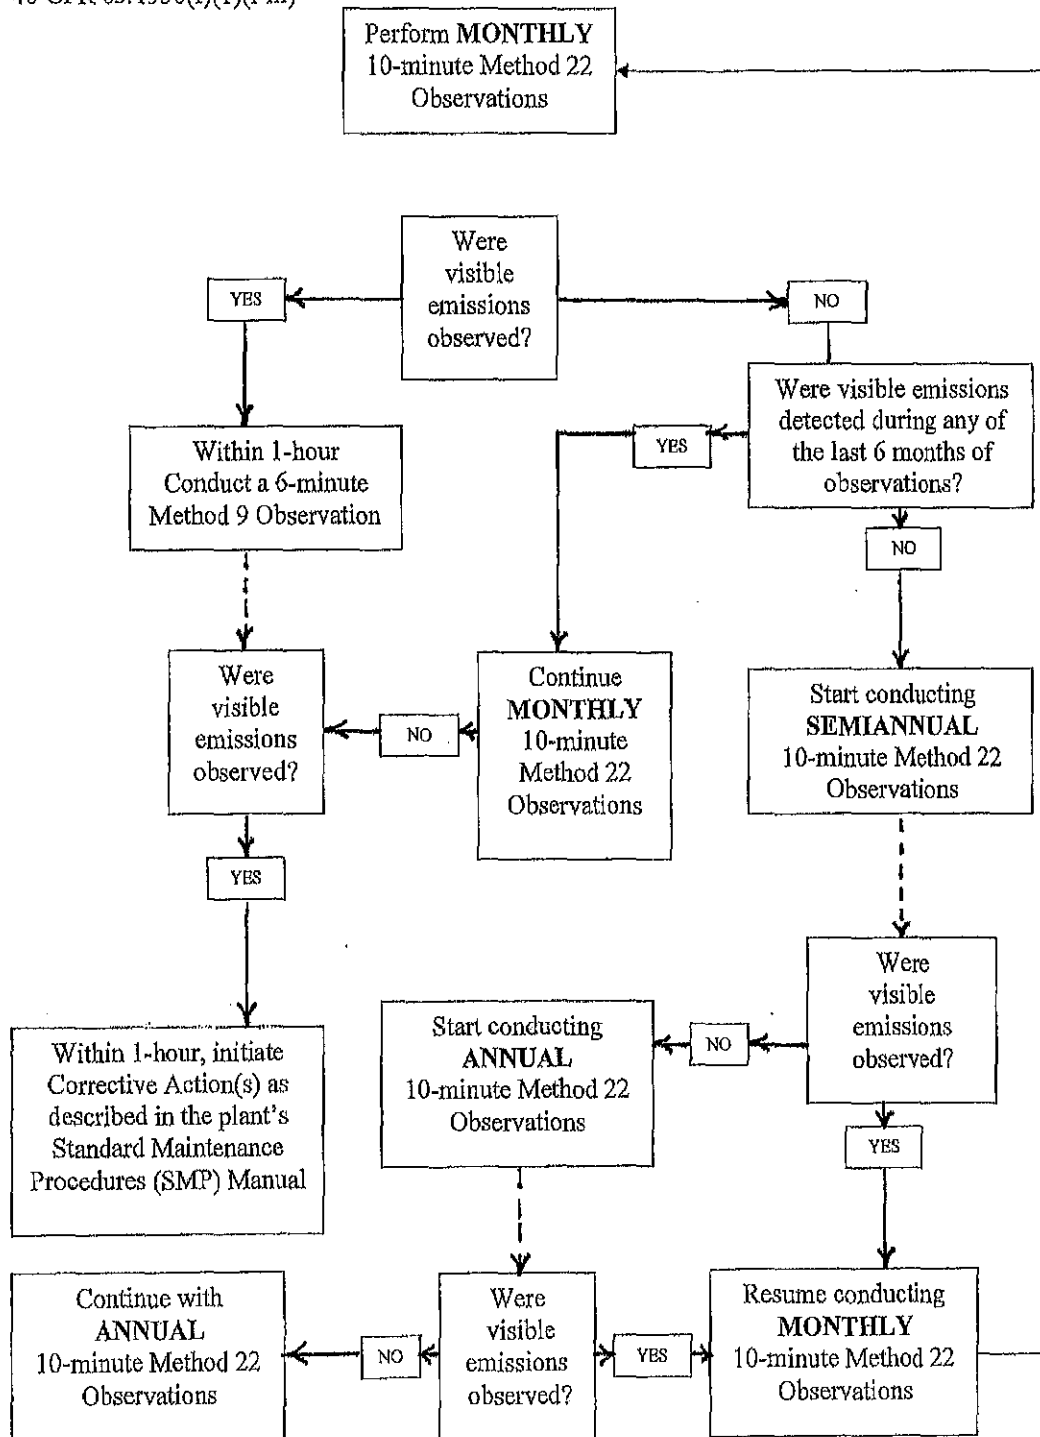 40 CFR
Perform MONTHLY
10-minute Method 22
Observations
Were
visible
emissions
observed?
YES
NO
Within 1-hour
Conduct a 6-minute
Method 9 Observation
YES
Were visible emissions
detected during any of
the last 6 months of
observations?
NO
Were
visible
emissions
observed?
NO
Continue
MONTHLY
10-minute
Method 22
Observations
Start conducting
SEMIANNUAL
10-minute Method 22
Observations
YES
Within 1-hour, initiate
Corrective Action(s) as
described in the plant's
Standard Maintenance
Procedures (SMP) Manual
Start conducting
ANNUAL
10-minute Method 22
Observations
NO
Were
visible
emissions
observed?
YES
Continue with
ANNUAL
10-minute Method 22
Observations
NO
Were
visible
emissions
observed?
YES
Resume conducting
MONTHLY
10-minute Method 22
Observations